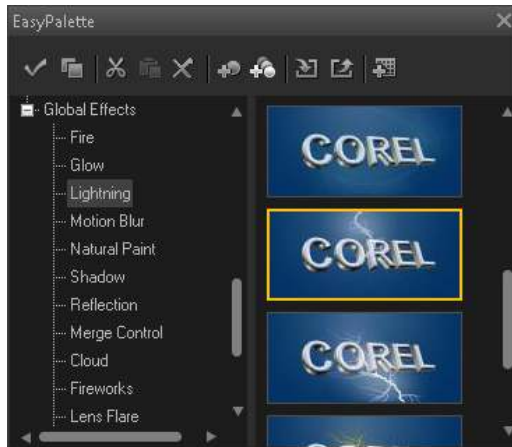 EasyPalette
Global Effects
Fire
Glow
Lightning
Motion Blur
Natural Paint
Shadow
Reflection
Merge Control
Cloud
Fireworks
Lens Flare
COREL
COREL
COREL